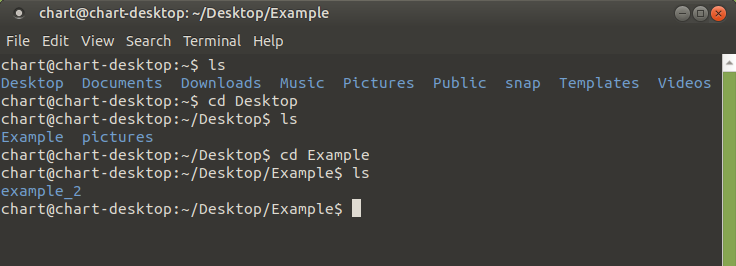 chart@chart-desktop: ~/Desktop/Example
File Edit View Search Terminal Help
chart@chart-desktop:~$ ls
Desktop Documents Downloads Music Pictures Public snap Templates Videos
chart@chart-desktop:~$ cd Desktop
chart@chart-desktop:~/Desktop$ ls
Example pictures
chart@chart-desktop:~/Desktop$ cd Example
chart@chart-desktop:~/Desktop/Example$ ls
example_2
chart@chart-desktop:~/Desktop/Example$